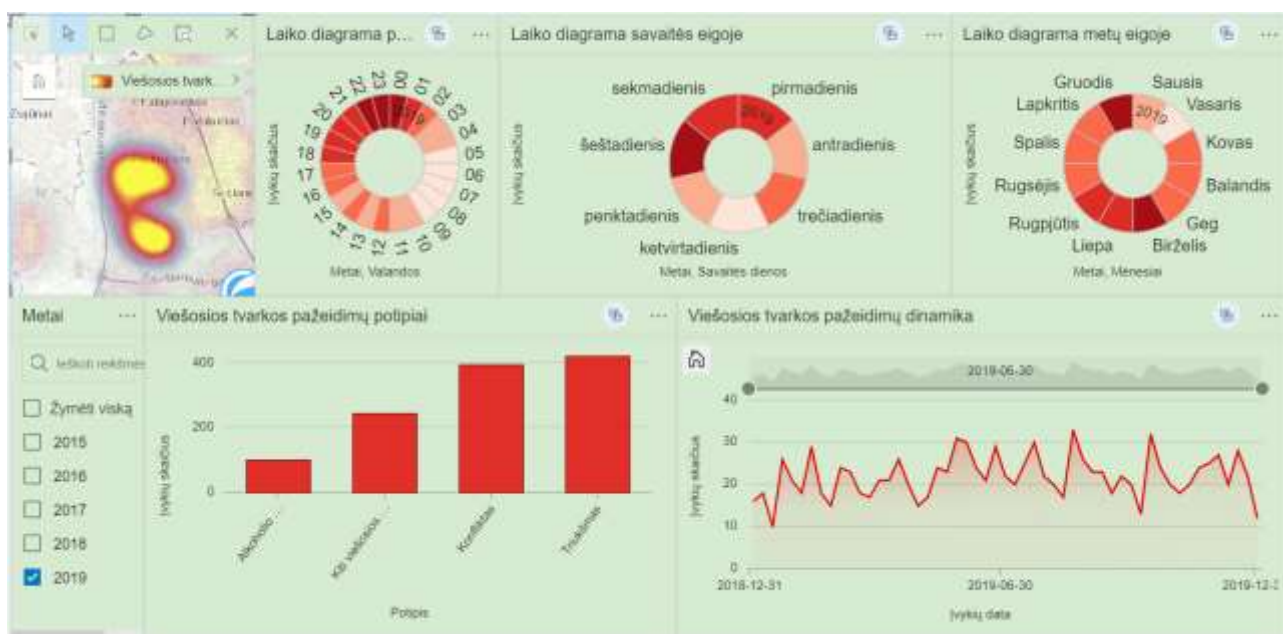 Laiko diagrama p...
Laiko diagrama savaitės eigoje
Laiko diagrama metų eigoje
Viešosios tvark
Įvykių skaičius
00
01
02
03
04
05
06
07
08
09
10
11
12
13
14
15
16
17
18
19
20
21
22
23
2019
Metai, Valandos
Įvykių skaičius
pirmadienis
antradienis
trečiadienis
ketvirtadienis
penktadienis
šeštadienis
sekmadienis
2019
Metai, Savaitės dienos
Įvykių skaičius
Sausis
Vasaris
Kovas
Balandis
Geg
Birželis
Liepa
Rugpjūtis
Rugsėjis
Spalis
Lapkritis
Gruodis
2019
Metai, Mėnesiai
Metai
Ieškoti reikšmės
Žymėti viską
2015
2016
2017
2018
2019
Viešosios tvarkos pažeidimų potipiai
Įvykių skaičius
400
200
0
Alkoholio ...
Kiti viešosios ...
Konfliktas
Triukšmas
Potipis
Viešosios tvarkos pažeidimų dinamika
2019-06-30
Įvykių skaičius
40
30
20
10
0
2018-12-31
2019-06-30
2019-12-
Įvykių data